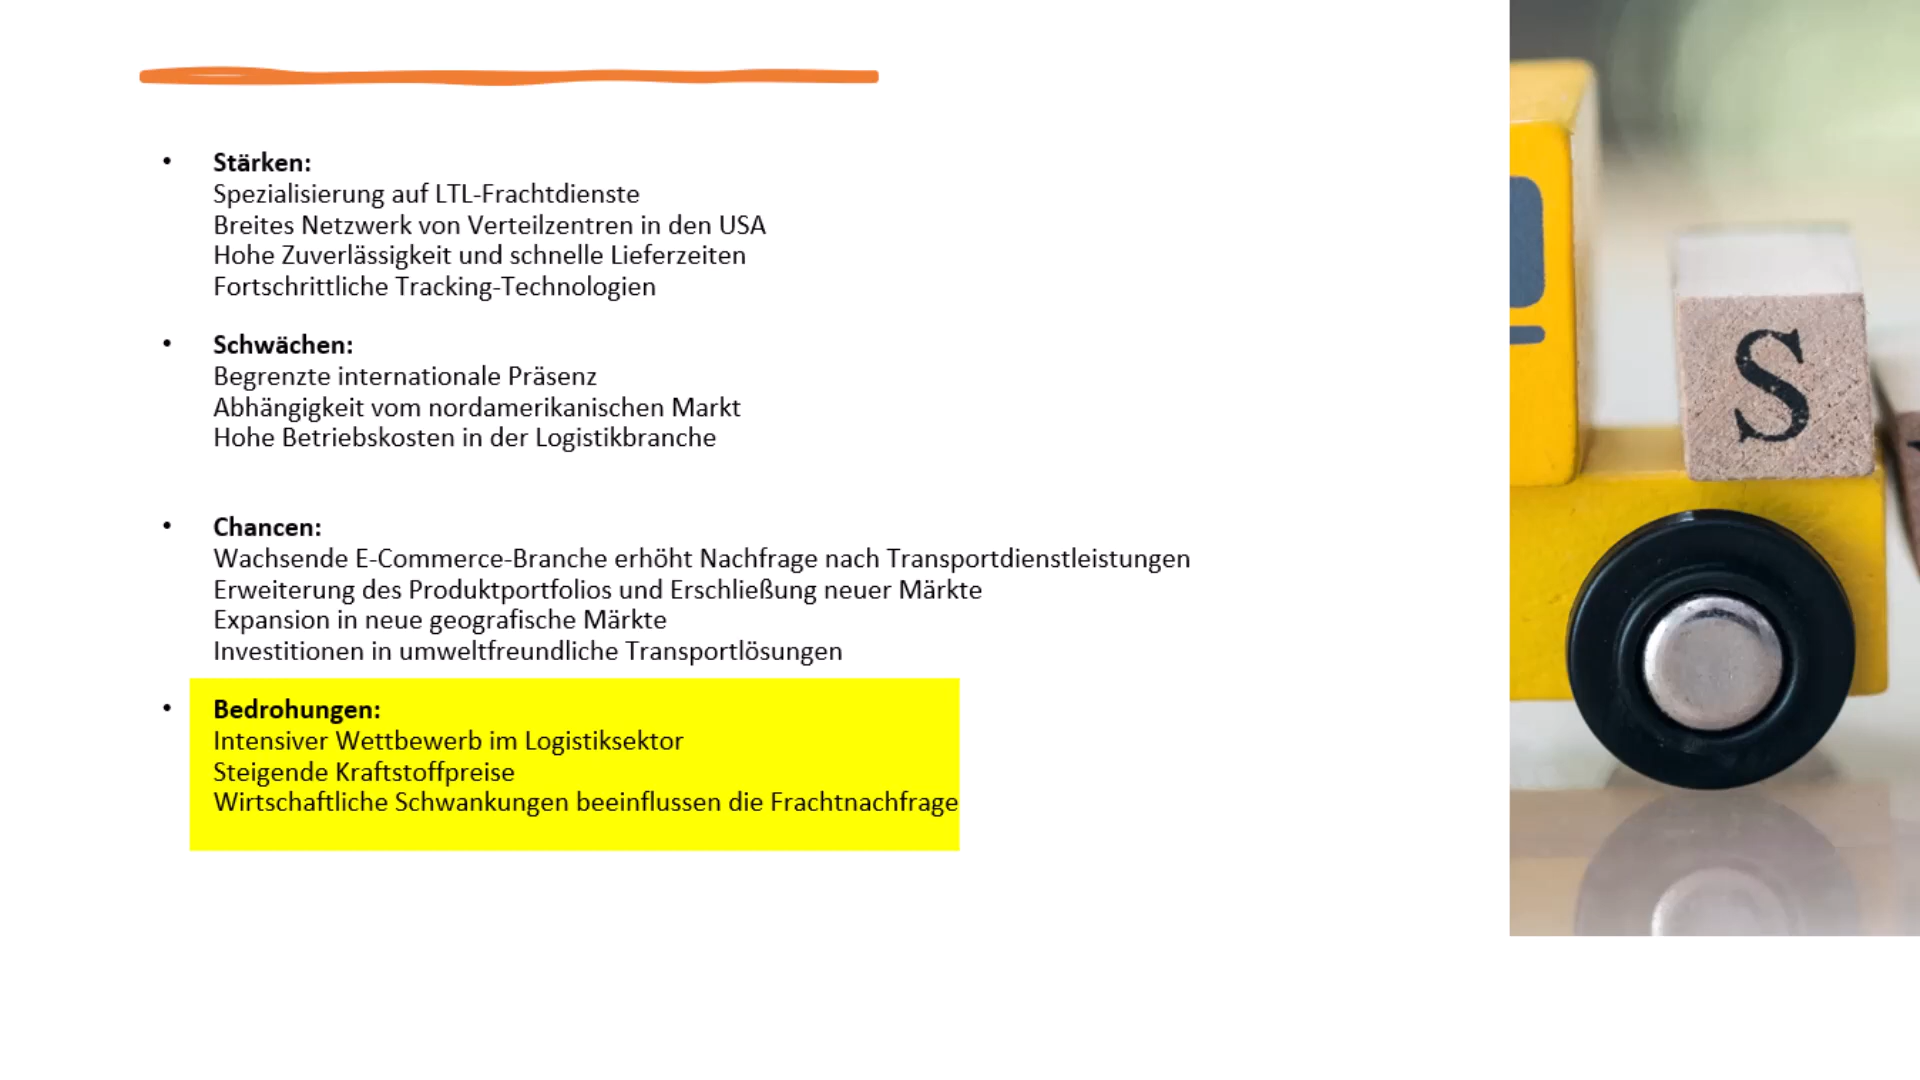 Stärken:
Spezialisierung auf LTL-Frachtdienste
Breites Netzwerk von Verteilzentren in den USA
Hohe Zuverlässigkeit und schnelle Lieferzeiten
Fortschrittliche Tracking-Technologien
Schwächen:
Begrenzte internationale Präsenz
Abhängigkeit vom nordamerikanischen Markt
Hohe Betriebskosten in der Logistikbranche
Chancen:
Wachsende E-Commerce-Branche erhöht Nachfrage nach Transportdienstleistungen
Erweiterung des Produktportfolios und Erschließung neuer Märkte
Expansion in neue geografische Märkte
Investitionen in umweltfreundliche Transportlösungen
Bedrohungen:
Intensiver Wettbewerb im Logistiksektor
Steigende Kraftstoffpreise
Wirtschaftliche Schwankungen beeinflussen die Frachtnachfrage
S